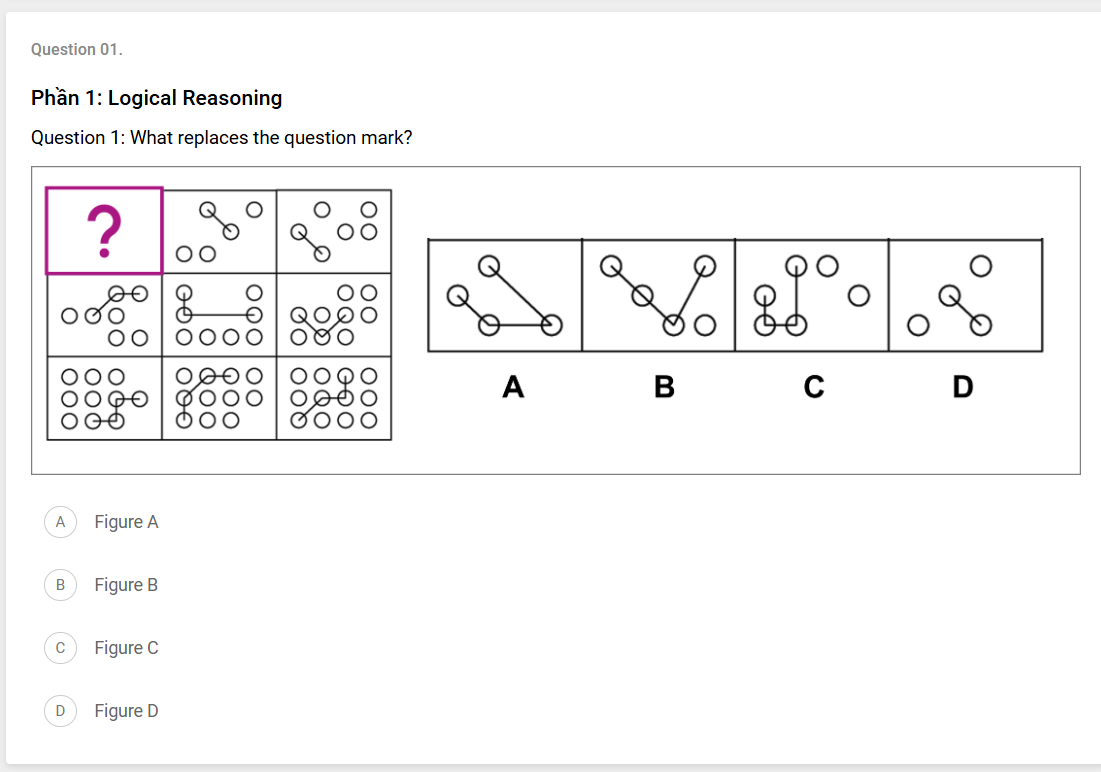 Question 01.
Phần 1: Logical Reasoning
Question 1: What replaces the question mark?
?
A B C D
A Figure A
B Figure B
C Figure C
D Figure D